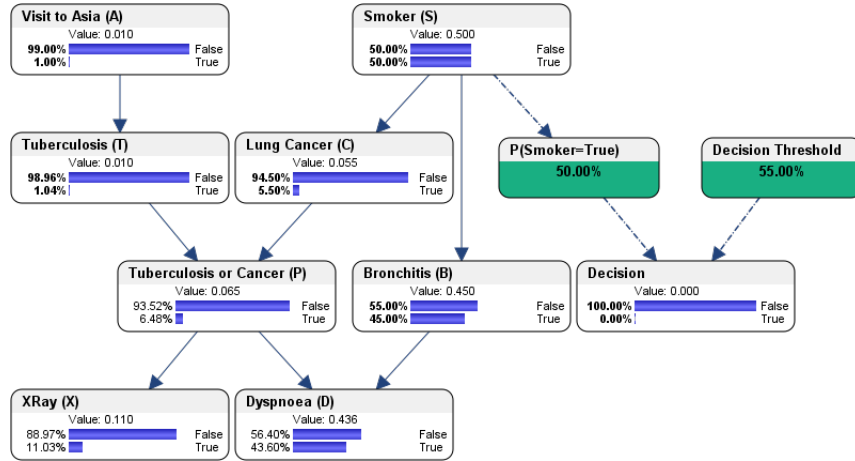 Visit to Asia (A)
Value: 0.010
99.00% False
1.00% True
Smoker (S)
Value: 0.500
50.00% False
50.00% True
Tuberculosis (T)
Value: 0.010
98.96% False
1.04% True
Lung Cancer (C)
Value: 0.055
94.50% False
5.50% True
P(Smoker=True)
50.00%
Decision Threshold
55.00%
Tuberculosis or Cancer (P)
Value: 0.065
93.52% False
6.48% True
Bronchitis (B)
Value: 0.450
55.00% False
45.00% True
Decision
Value: 0.000
100.00% False
0.00% True
XRay (X)
Value: 0.110
88.97% False
11.03% True
Dyspnoea (D)
Value: 0.436
56.40% False
43.60% True